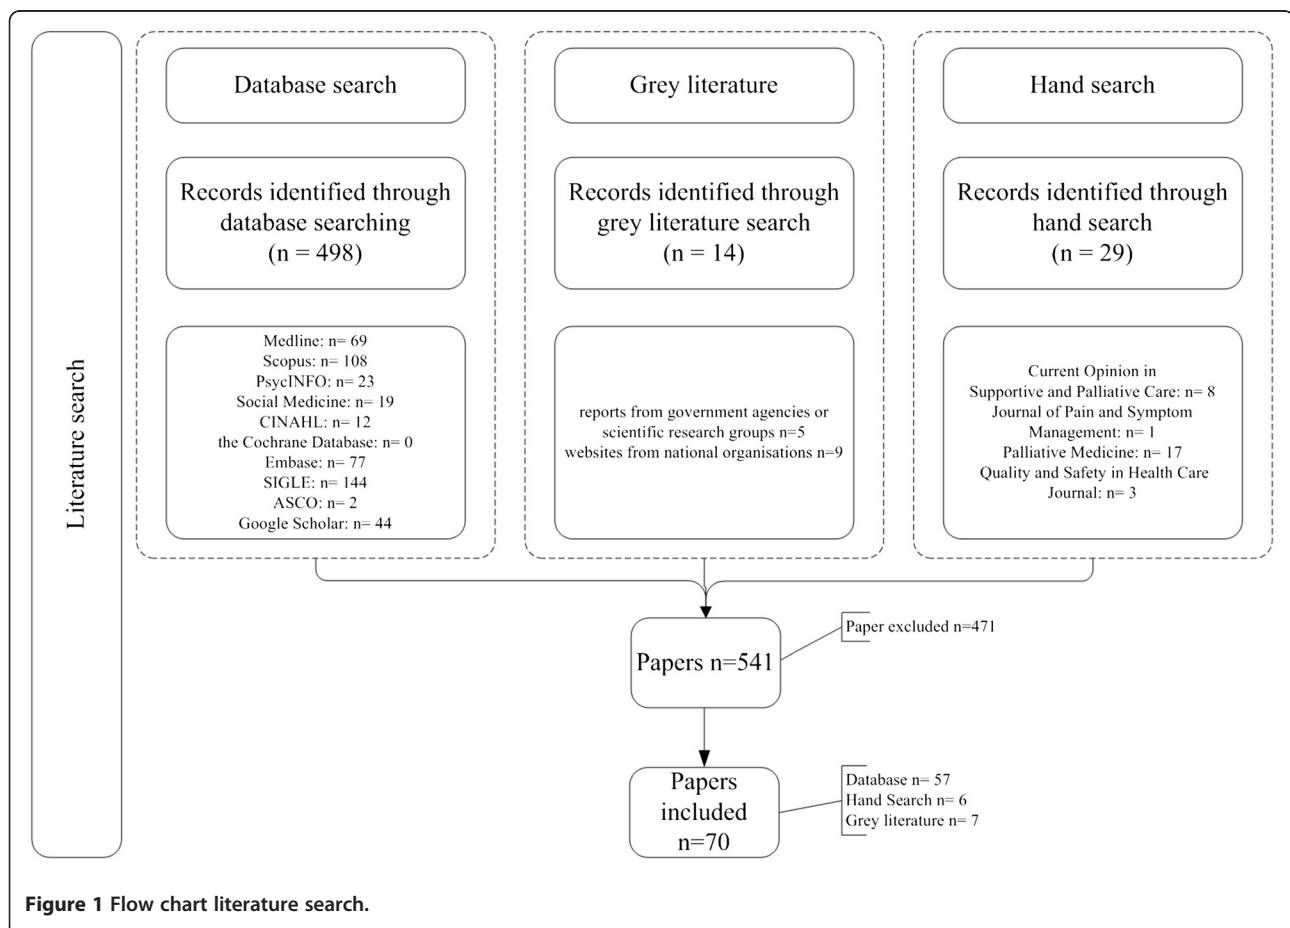 Literature search
Database search
Records identified through
database searching
(n = 498)
Medline: n= 69
Scopus: n= 108
PsycINFO: n= 23
Social Medicine: n= 19
CINAHL: n= 12
the Cochrane Database: n= 0
Embase: n= 77
SIGLE: n= 144
ASCO: n= 2
Google Scholar: n= 44
Grey literature
Records identified through
grey literature search
(n = 14)
reports from government agencies or
scientific research groups n=5
websites from national organisations n=9
Hand search
Records identified through
hand search
(n = 29)
Current Opinion in
Supportive and Palliative Care: n= 8
Journal of Pain and Symptom
Management: n= 1
Palliative Medicine: n= 17
Quality and Safety in Health Care
Journal: n= 3
Papers n=541
Paper excluded n=471
Papers
included
n=70
Database n= 57
Hand Search n= 6
Grey literature n= 7
Figure 1 Flow chart literature search.